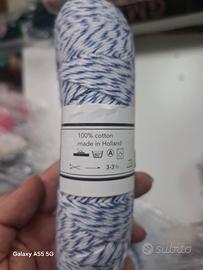 100% cotton
made in Holland
A
3-3½
Galaxy A55 5G
subito